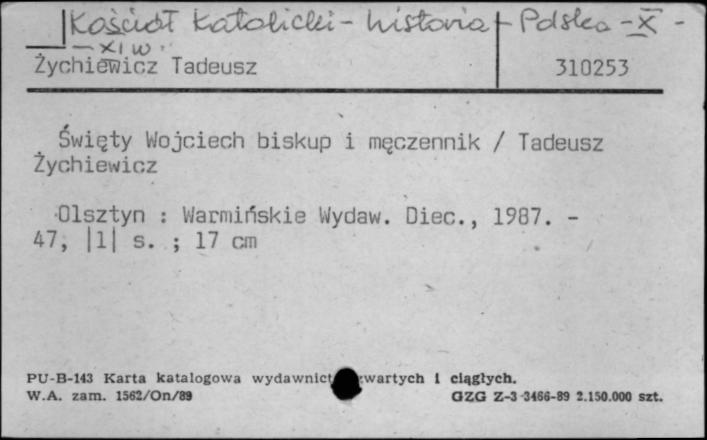 Kościół Katolicki - historia - Polska - X -
- XI w.
Żychiewicz Tadeusz 310253
Święty Wojciech biskup i męczennik / Tadeusz
Żychiewicz
Olsztyn : Warmińskie Wydaw. Diec., 1987. -
47, |1| s. ; 17 cm
PU-B-143 Karta katalogowa wydawnict wartych i ciągłych.
W.A. zam. 1562/On/89 GZG Z-3 3466-89 2.150.000 szt.